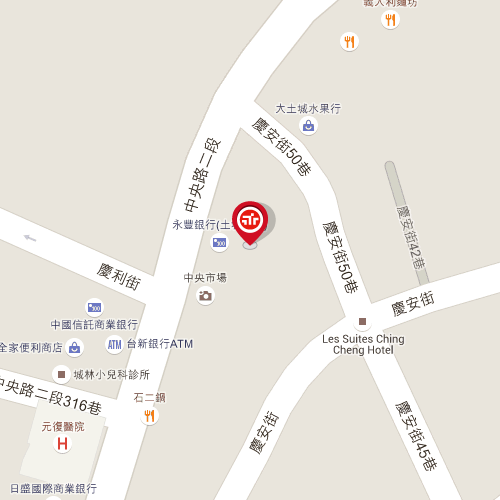 義大利麵坊
大土城水果行
慶安街50巷
中央路二段
永豐銀行(土
慶安街50巷
慶安街42巷
慶利街
中央市場
慶安街
中國信託商業銀行
台新銀行ATM
ATM
全家便利商店
Les Suites Ching
Cheng Hotel
城林小兒科診所
中央路二段316巷
石二鍋
元復醫院
H
慶安街
慶安街45巷
日盛國際商業銀行